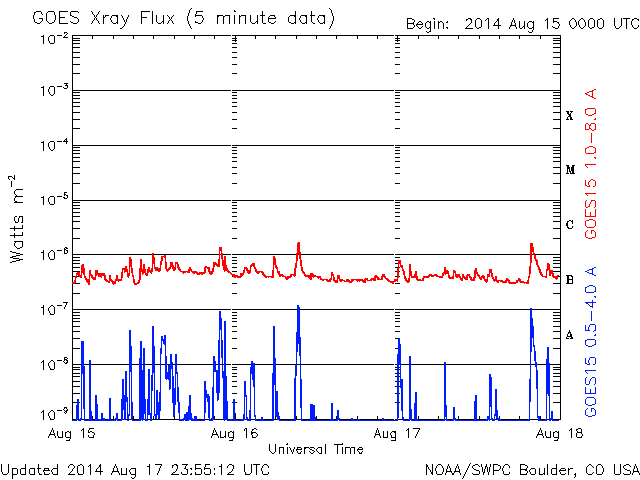 GOES Xray Flux (5 minute data)
Begin: 2014 Aug 15 0000 UTC
10⁻²
10⁻³
10⁻⁴
10⁻⁵
10⁻⁶
10⁻⁷
10⁻⁸
10⁻⁹
Watts m⁻²
X
M
C
B
A
GOES15 1.0-8.0 A
GOES15 0.5-4.0 A
Aug 15
Aug 16
Aug 17
Aug 18
Universal Time
Updated 2014 Aug 17 23:55:12 UTC
NOAA/SWPC Boulder, CO USA